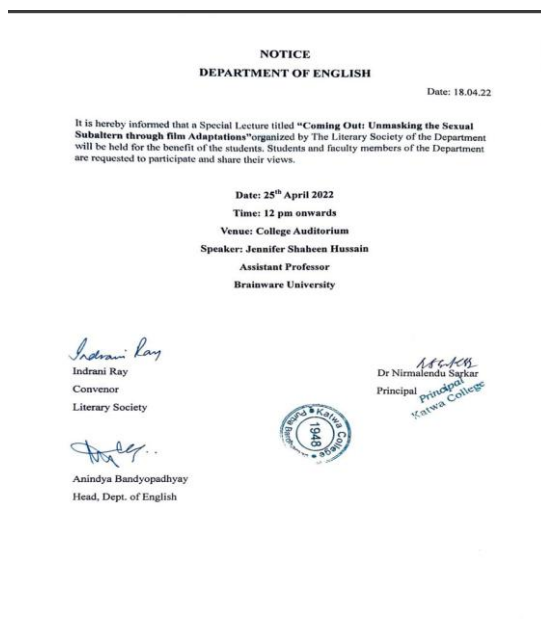 NOTICE
DEPARTMENT OF ENGLISH
Date: 18.04.22
It is hereby informed that a Special Lecture titled “Coming Out: Unmasking the Sexual
Subaltern through film Adaptations”organized by The Literary Society of the Department
will be held for the benefit of the students. Students and faculty members of the Department
are requested to participate and share their views.
Date: 25th April 2022
Time: 12 pm onwards
Venue: College Auditorium
Speaker: Jennifer Shaheen Hussain
Assistant Professor
Brainware University
Indrani Ray
Indrani Ray
Convenor
Literary Society
Dr Nirmalendu Sarkar
Principal
Principal
Katwa College
Katwa College
1948
Anindya Bandyopadhyay
Head, Dept. of English